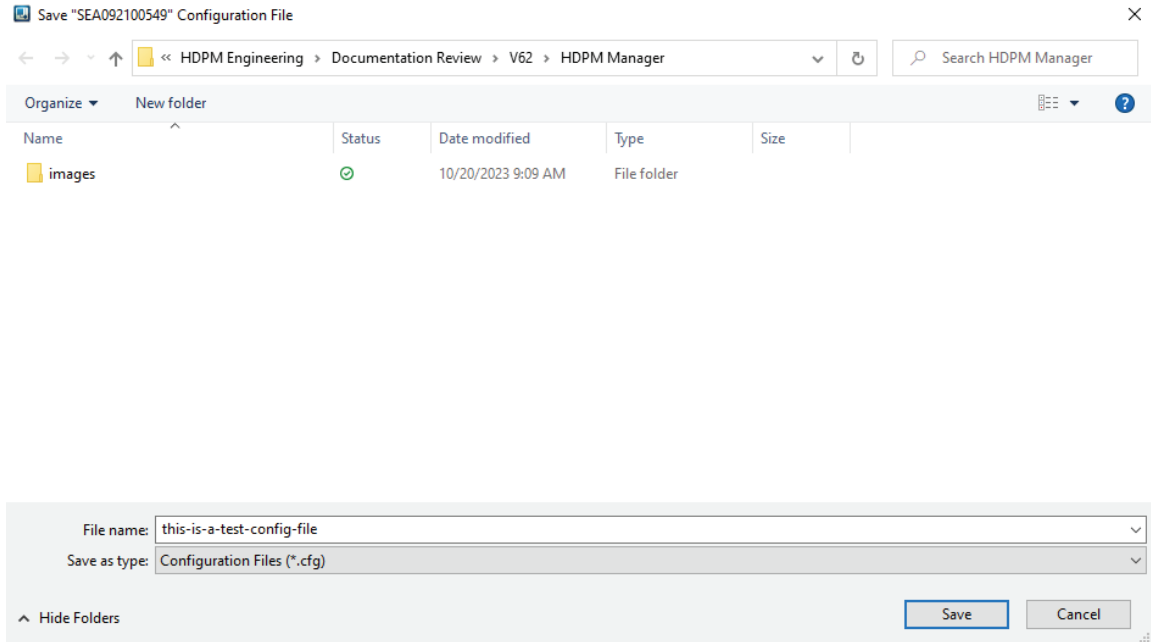 Save "SEA092100549" Configuration File
« HDPM Engineering › Documentation Review › V62 › HDPM Manager
Search HDPM Manager
Organize
New folder
?
Name Status Date modified Type Size
images 10/20/2023 9:09 AM File folder
File name: this-is-a-test-config-file
Save as type: Configuration Files (*.cfg)
Hide Folders
Save
Cancel